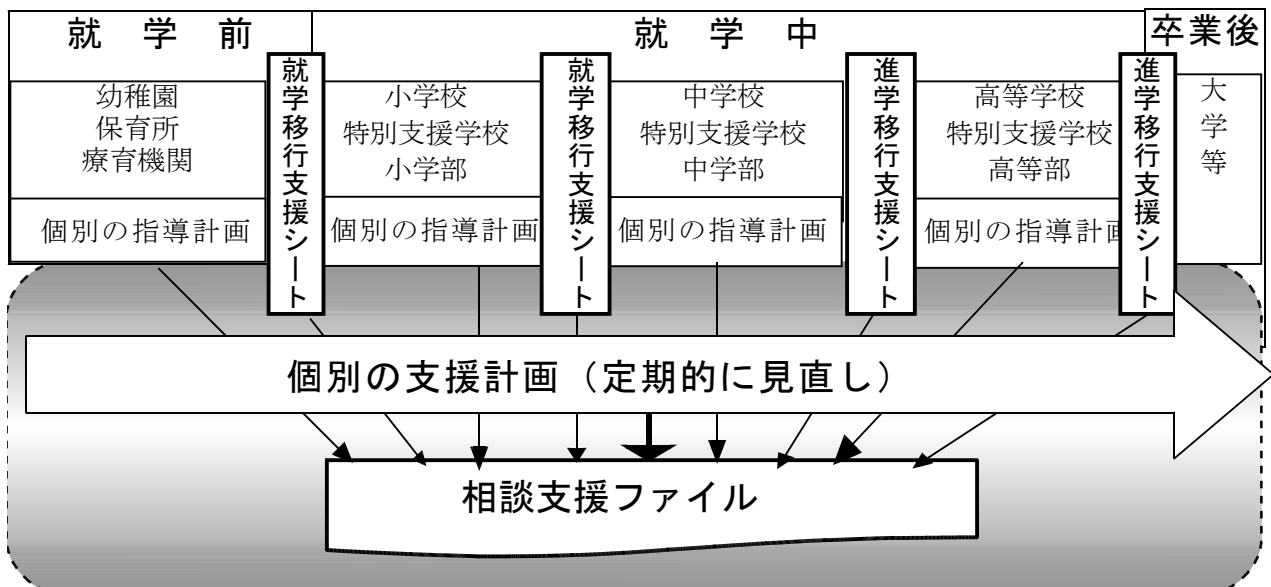 就学前
就学中
卒業後
幼稚園
保育所
療育機関
個別の指導計画
就学移行支援シート
小学校
特別支援学校
小学部
個別の指導計画
就学移行支援シート
中学校
特別支援学校
中学部
個別の指導計画
進学移行支援シート
高等学校
特別支援学校
高等部
個別の指導計画
進学移行支援シート
大学等
個別の支援計画（定期的に見直し）
相談支援ファイル